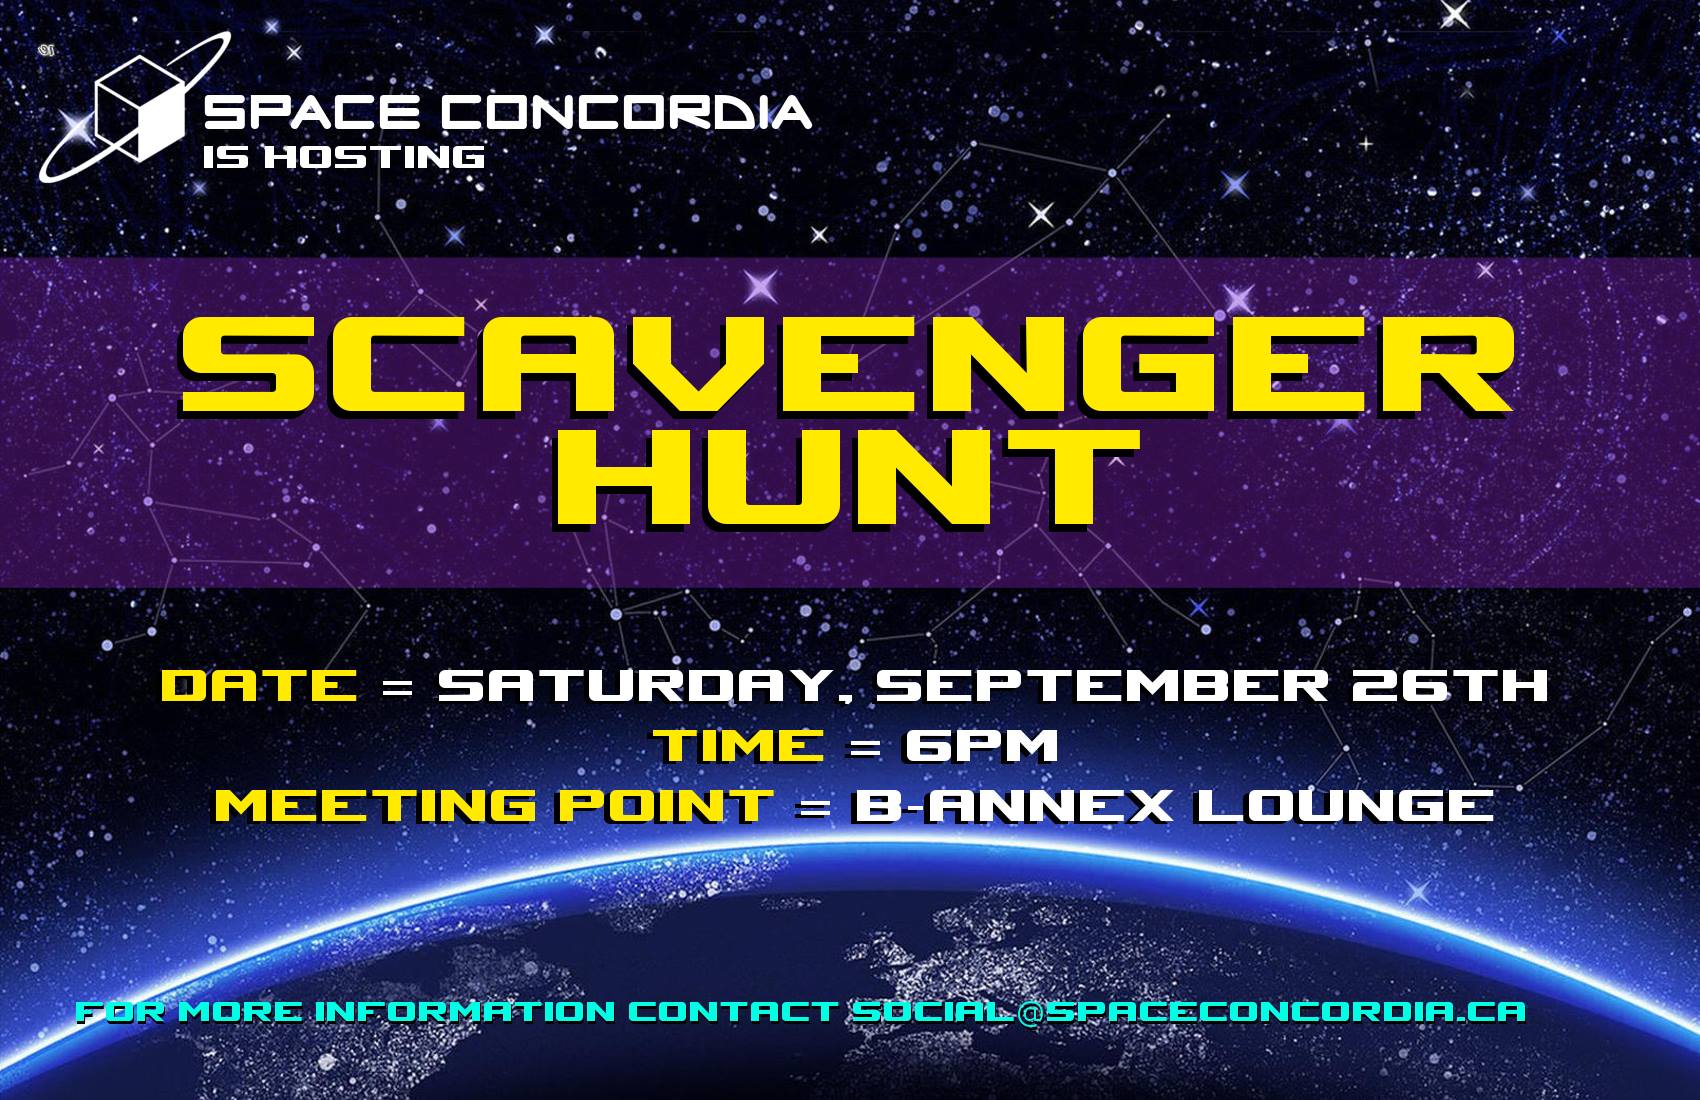 SPACE CONCORDIA
IS HOSTING
SCAVENGER
HUNT
DATE = SATURDAY, SEPTEMBER 26TH
TIME = 6PM
MEETING POINT = B-ANNEX LOUNGE
FOR MORE INFORMATION CONTACT SOCIAL@SPACECONCORDIA.CA